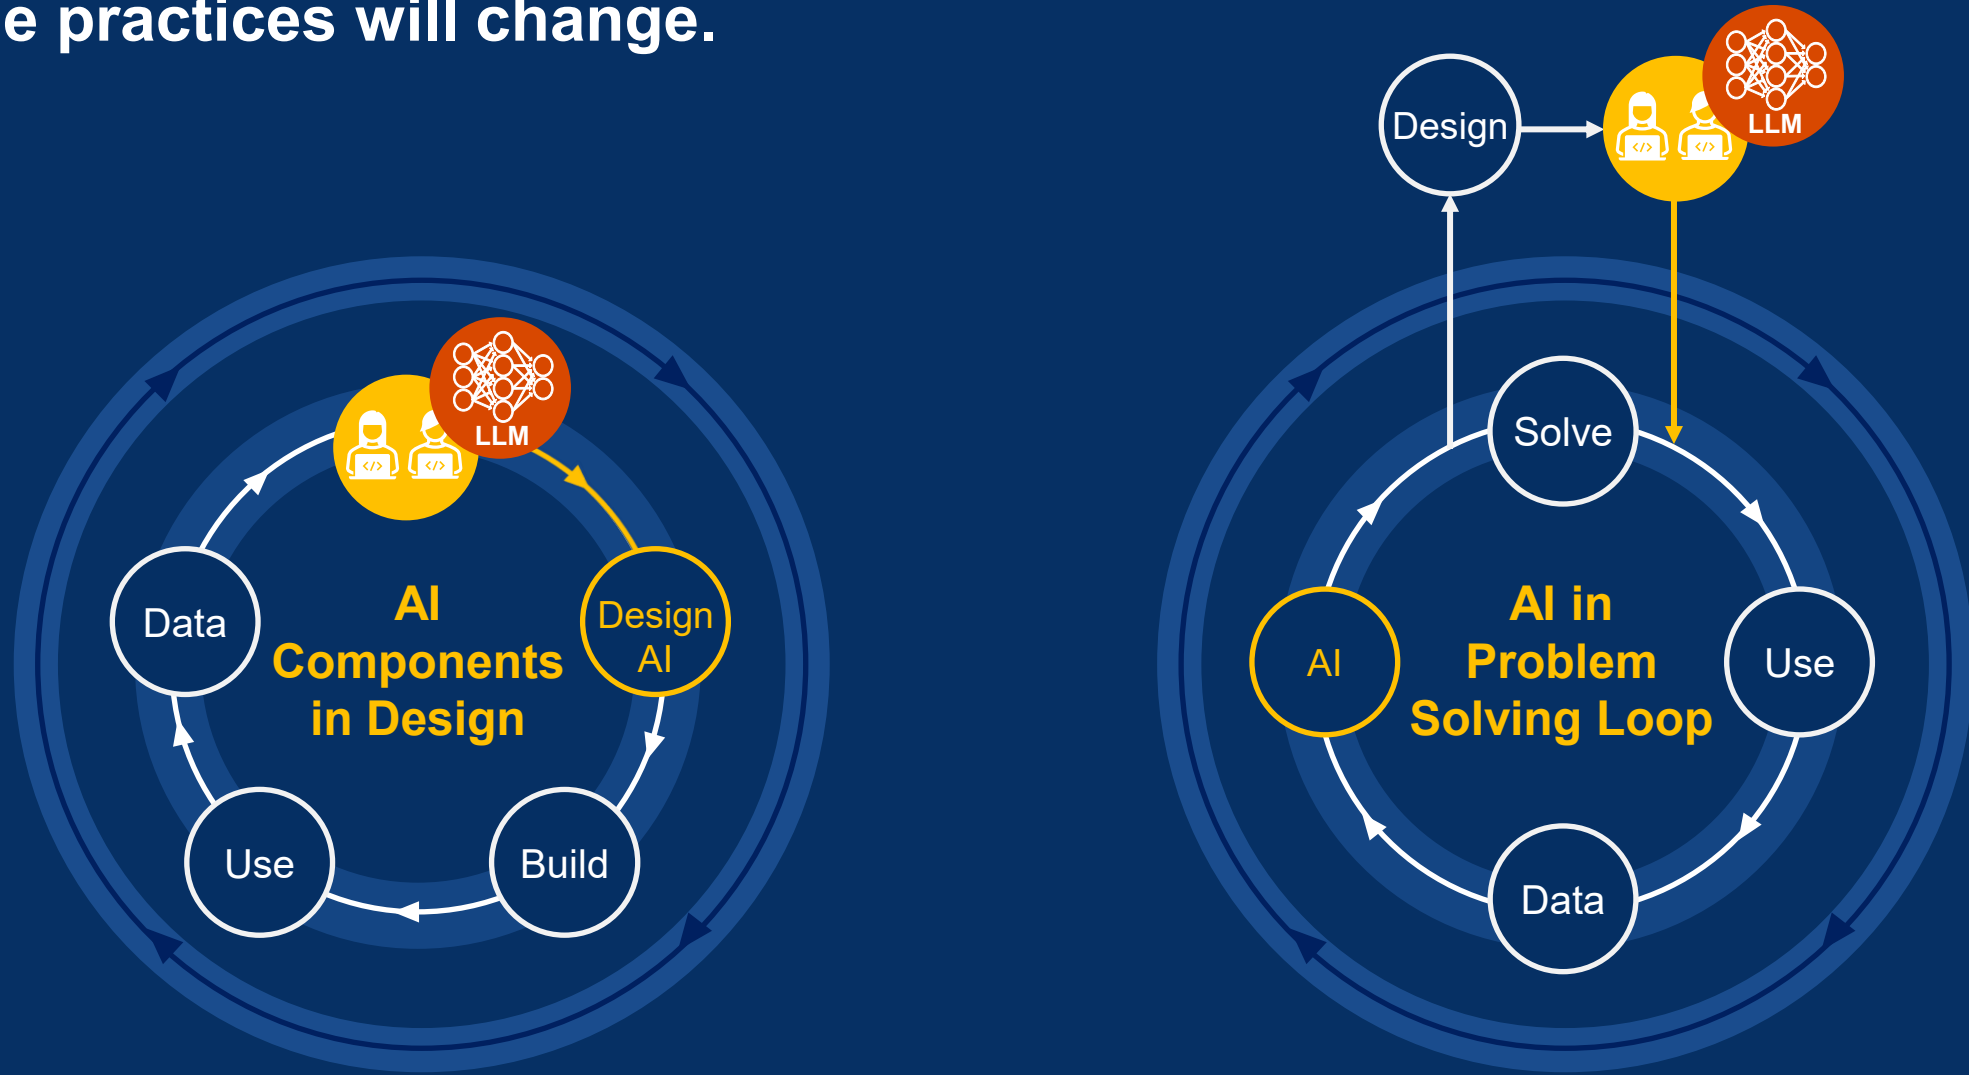 e practices will change.
LLM
Data
AI
Components
in Design
Design
AI
Use
Build
Design
LLM
Solve
AI
AI in
Problem
Solving Loop
Use
Data